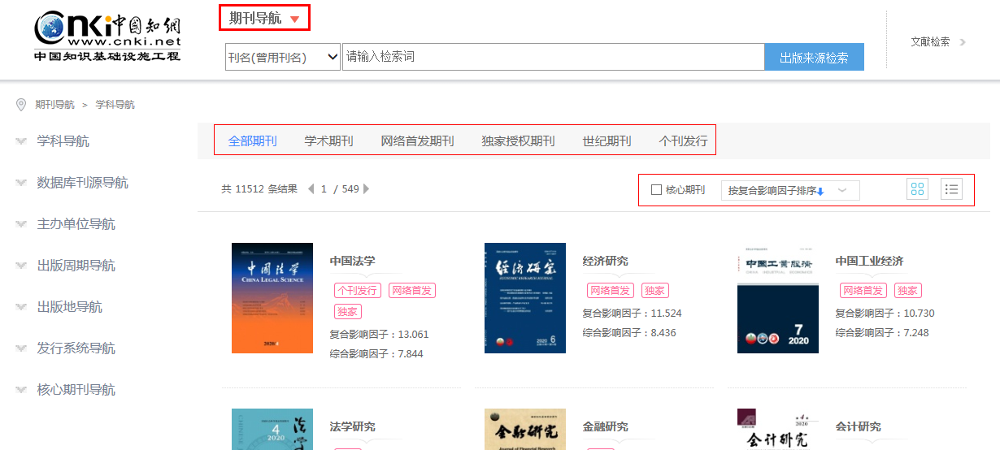 cnki 中国知网
www.cnki.net
中国知识基础设施工程
期刊导航
刊名(曾用刊名) 请输入检索词 出版来源检索
文献检索
期刊导航 > 学科导航
学科导航
数据库刊源导航
主办单位导航
出版周期导航
出版地导航
发行系统导航
核心期刊导航
全部期刊 学术期刊 网络首发期刊 独家授权期刊 世纪期刊 个刊发行
共 11512 条结果 1 / 549
核心期刊 按复合影响因子排序
中国法学
CHINA LEGAL SCIENCE
中国法学
个刊发行 网络首发
独家
复合影响因子：13.061
综合影响因子：7.844
经济研究
ECONOMIC RESEARCH JOURNAL
2020 6
经济研究
网络首发 独家
复合影响因子：11.524
综合影响因子：8.436
中国工业经济
CHINA INDUSTRIAL ECONOMICS
7
2020
中国工业经济
网络首发 独家
复合影响因子：10.730
综合影响因子：7.248
4
2020
法学
法学研究
金融研究
Journal of Financial Research
金融研究
2020
会计研究
会计研究